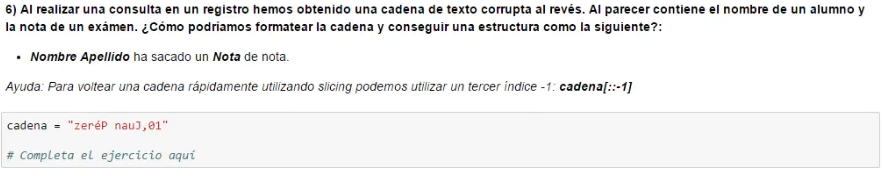 6) Al realizar una consulta en un registro hemos obtenido una cadena de texto corrupta al revés. Al parecer contiene el nombre de un alumno y
la nota de un exámen. ¿Cómo podríamos formatear la cadena y conseguir una estructura como la siguiente?:
• Nombre Apellido ha sacado un Nota de nota.
Ayuda: Para voltear una cadena rápidamente utilizando slicing podemos utilizar un tercer índice -1: cadena[::-1]
cadena = "zeréP nauJ,01"
# Completa el ejercicio aquí